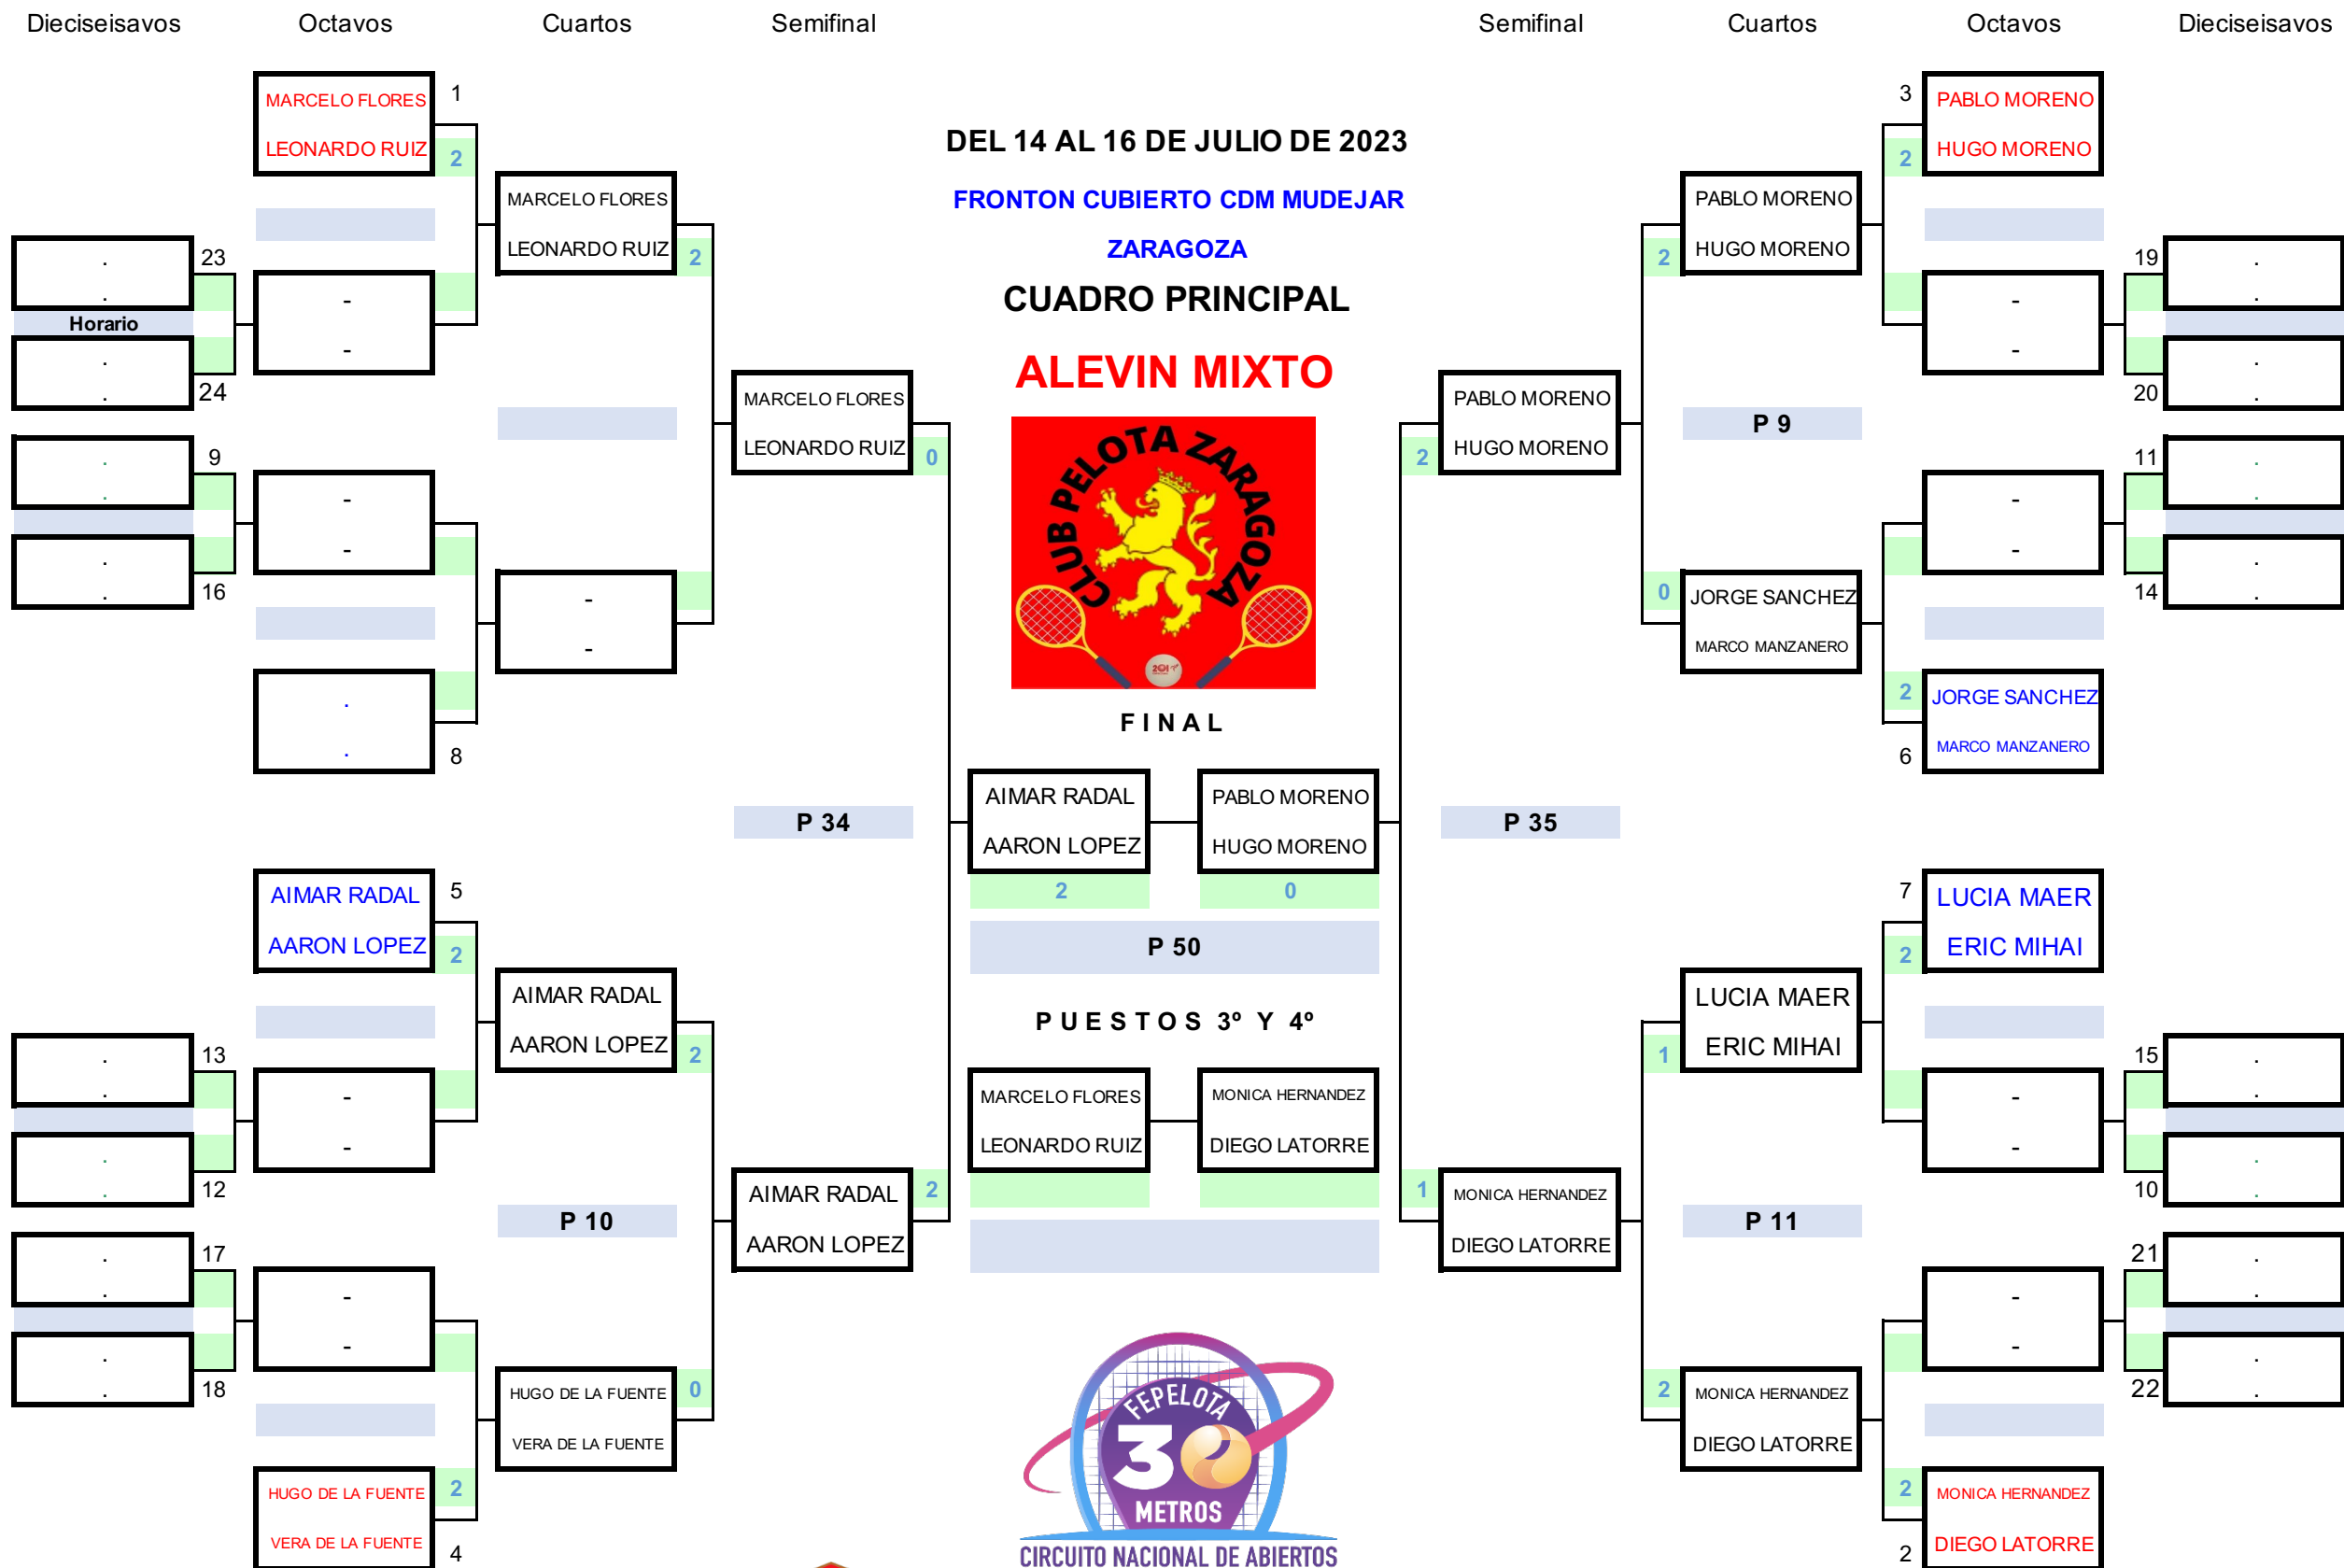 Dieciseisavos Octavos Cuartos Semifinal Semifinal Cuartos Octavos Dieciseisavos
MARCELO FLORES
LEONARDO RUIZ
1
2
MARCELO FLORES
LEONARDO RUIZ
2
.
.
23
Horario
.
.
24
-
-
.
.
9
.
.
16
-
-
-
-
.
.
8
MARCELO FLORES
LEONARDO RUIZ
0
P 34
AIMAR RADAL
AARON LOPEZ
5
2
AIMAR RADAL
AARON LOPEZ
2
.
.
13
.
.
12
-
-
P 10
.
.
17
.
.
18
-
-
HUGO DE LA FUENTE
VERA DE LA FUENTE
0
HUGO DE LA FUENTE
VERA DE LA FUENTE
2
4
AIMAR RADAL
AARON LOPEZ
2
DEL 14 AL 16 DE JULIO DE 2023
FRONTON CUBIERTO CDM MUDEJAR
ZARAGOZA
CUADRO PRINCIPAL
ALEVIN MIXTO
CLUB PELOTA ZARAGOZA
201
FINAL
AIMAR RADAL
AARON LOPEZ
2
PABLO MORENO
HUGO MORENO
0
P 50
PUESTOS 3º Y 4º
MARCELO FLORES
LEONARDO RUIZ
MONICA HERNANDEZ
DIEGO LATORRE
FEPELOTA
30
METROS
CIRCUITO NACIONAL DE ABIERTOS
2
PABLO MORENO
HUGO MORENO
P 35
1
MONICA HERNANDEZ
DIEGO LATORRE
3
2
PABLO MORENO
HUGO MORENO
2
PABLO MORENO
HUGO MORENO
-
-
19
.
.
20
.
.
P 9
-
-
11
.
.
14
.
.
0
JORGE SANCHEZ
MARCO MANZANERO
2
6
JORGE SANCHEZ
MARCO MANZANERO
7
2
LUCIA MAER
ERIC MIHAI
1
LUCIA MAER
ERIC MIHAI
-
-
15
.
.
10
.
.
P 11
-
-
21
.
.
22
.
.
2
MONICA HERNANDEZ
DIEGO LATORRE
2
2
MONICA HERNANDEZ
DIEGO LATORRE